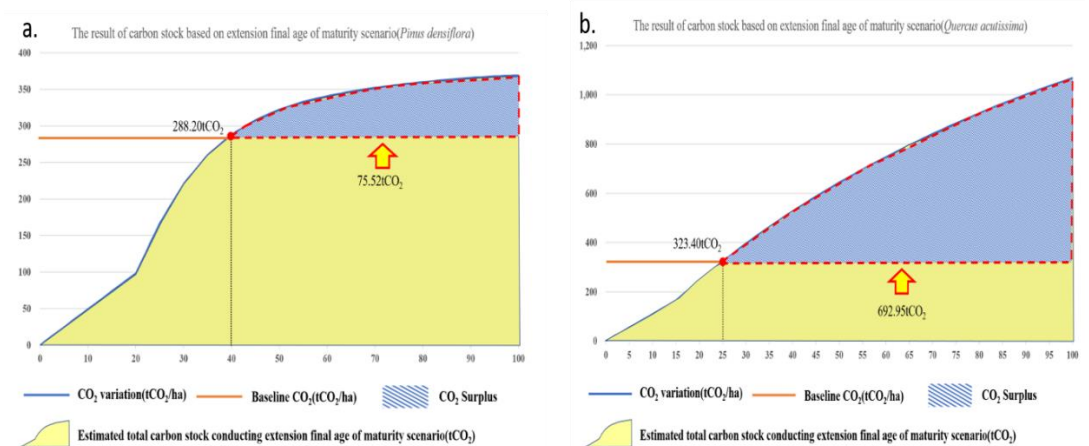 a.
The result of carbon stock based on extension final age of maturity scenario(Pinus densiflora)
400
350
300
250
200
150
100
50
0
288.20tCO₂
75.52tCO₂
0 10 20 30 40 50 60 70 80 90 100
CO₂ variation(tCO₂/ha) Baseline CO₂(tCO₂/ha) CO₂ Surplus
Estimated total carbon stock conducting extension final age of maturity scenario(tCO₂)
b.
The result of carbon stock based on extension final age of maturity scenario(Quercus acutissima)
1,200
1,000
800
600
400
200
0
323.40tCO₂
692.95tCO₂
0 5 10 15 20 25 30 35 40 45 50 55 60 65 70 75 80 85 90 95 100
CO₂ variation(tCO₂/ha) Baseline CO₂(tCO₂/ha) CO₂ Surplus
Estimated total carbon stock conducting extension final age of maturity scenario(tCO₂)